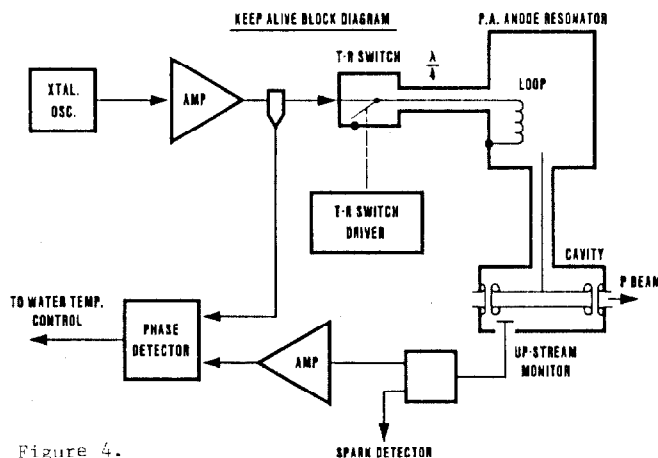 KEEP ALIVE BLOCK DIAGRAM
P.A. ANODE RESONATOR
T-R SWITCH
λ/4
LOOP
XTAL.
OSC.
AMP
T-R SWITCH
DRIVER
CAVITY
P BEAM
TO WATER TEMP.
CONTROL
PHASE
DETECTOR
AMP
UP-STREAM
MONITOR
SPARK DETECTOR
Figure 4.